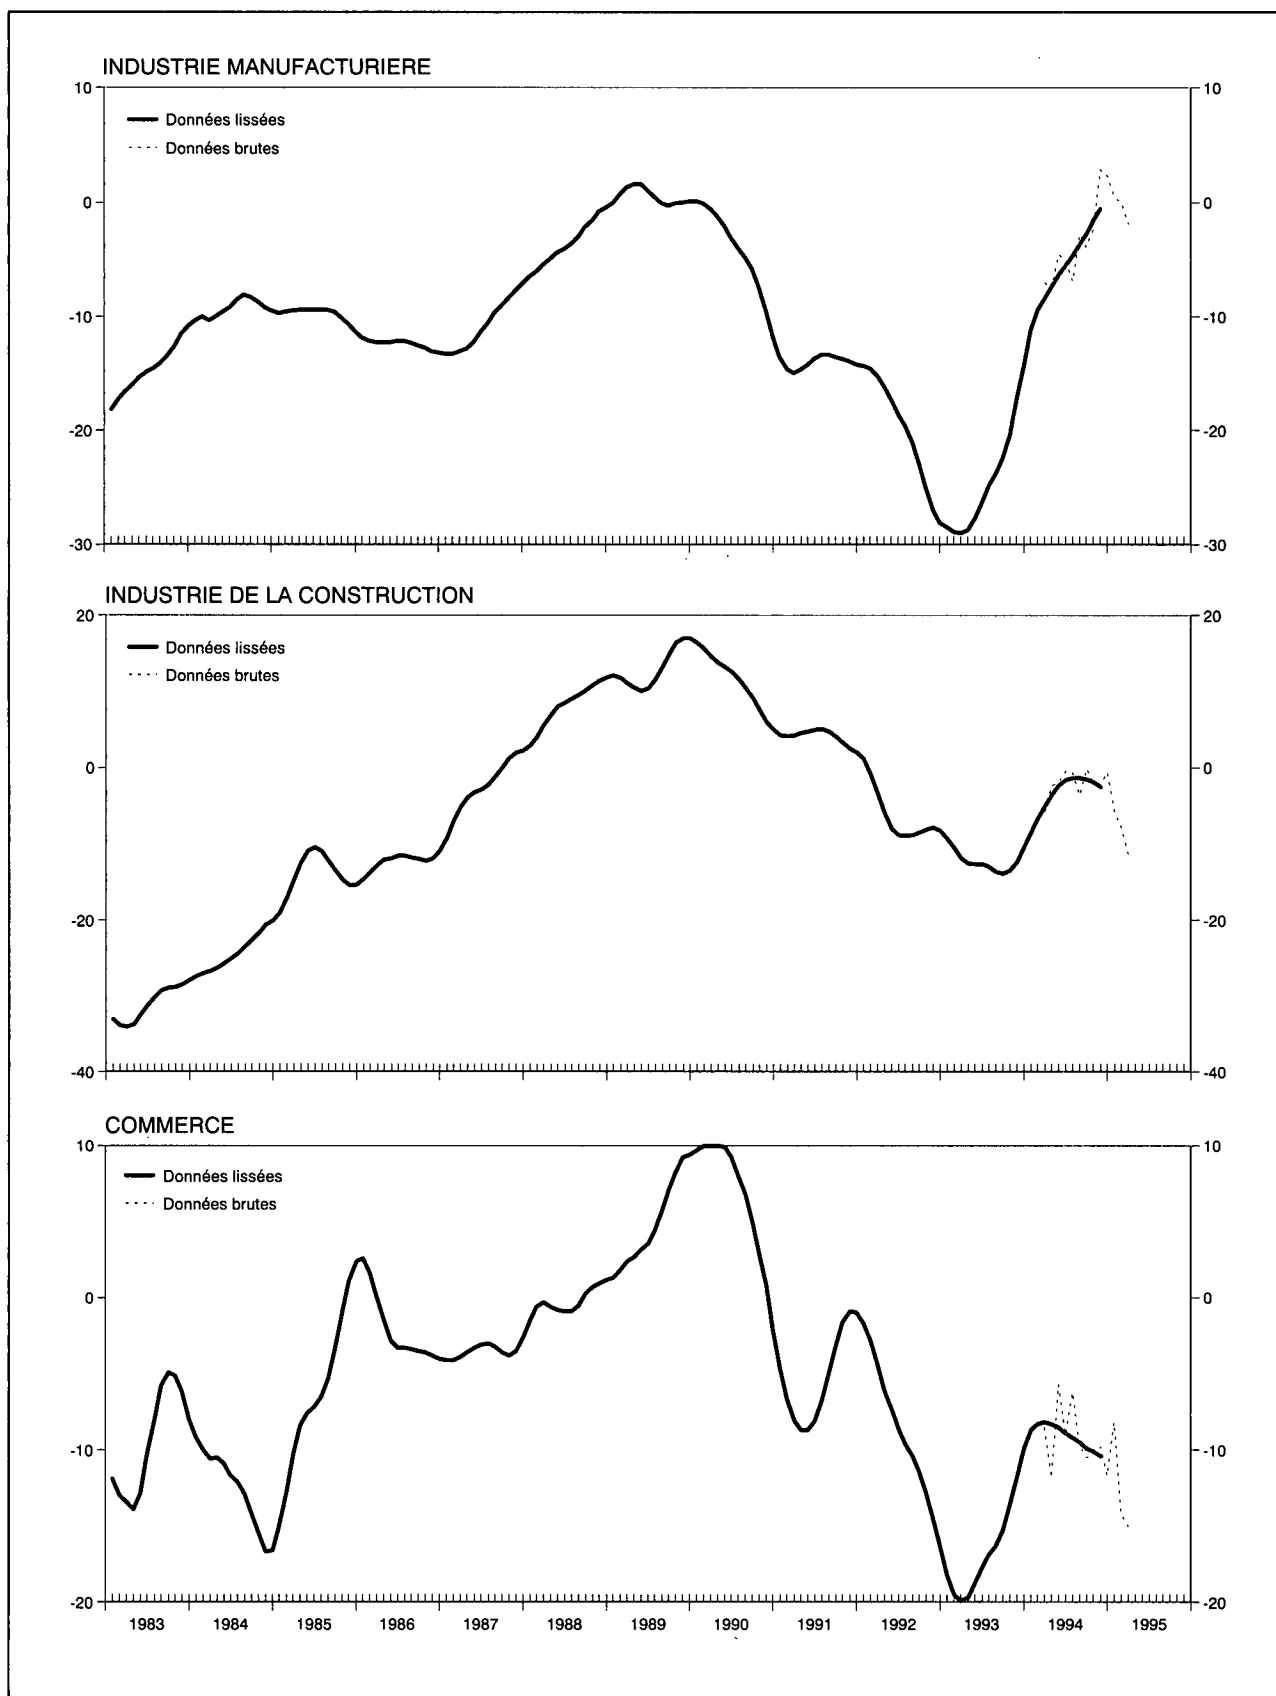 INDUSTRIE MANUFACTURIERE
10 10
Données lissées
Données brutes
0 0
-10 -10
-20 -20
-30 -30
INDUSTRIE DE LA CONSTRUCTION
20 20
Données lissées
Données brutes
0 0
-20 -20
-40 -40
COMMERCE
10 10
Données lissées
Données brutes
0 0
-10 -10
-20 -20
1983 1984 1985 1986 1987 1988 1989 1990 1991 1992 1993 1994 1995